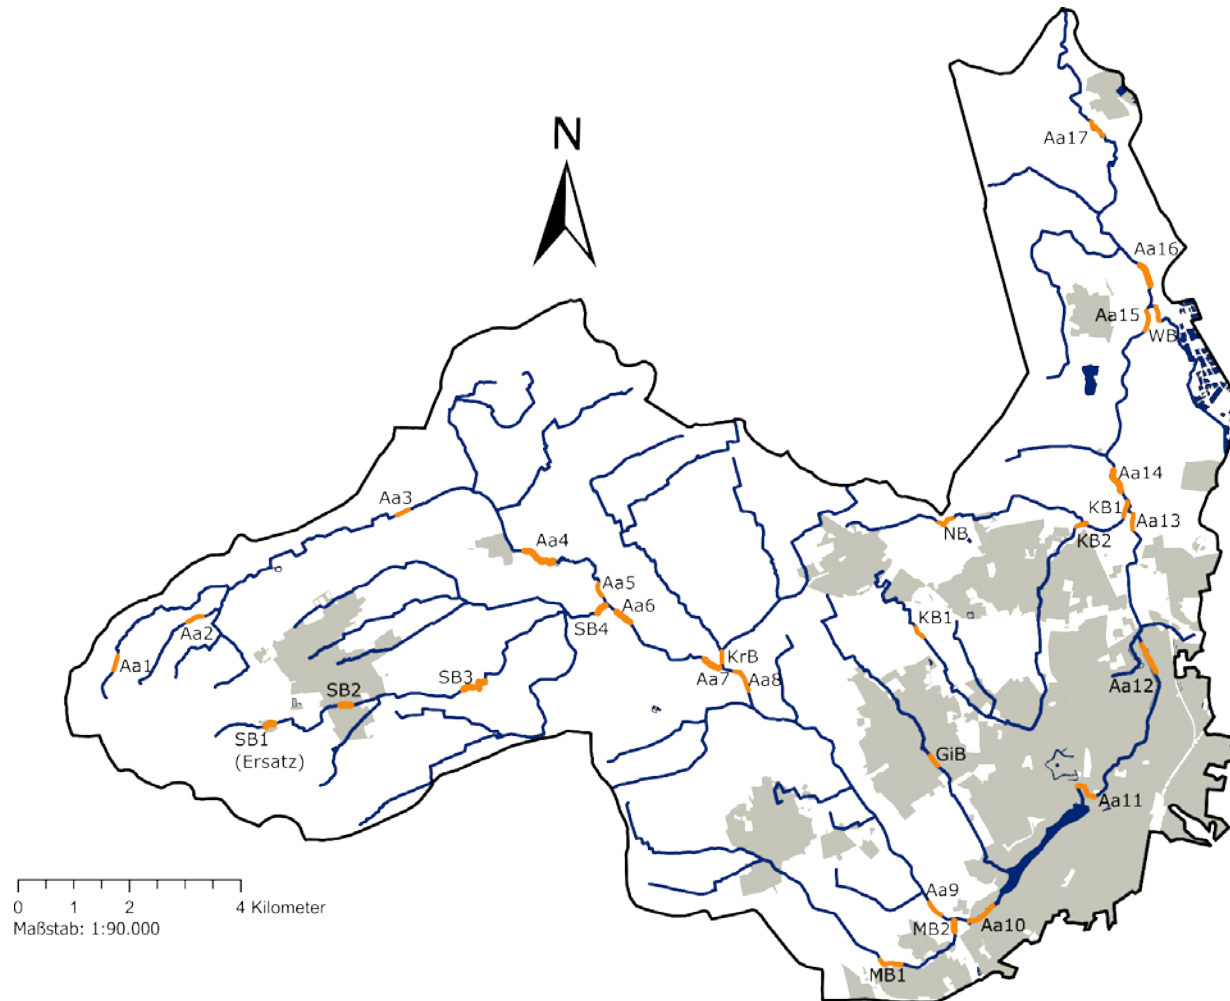 Aa17
N
Aa16
Aa15
WB
Aa14
Aa3
KB1
Aa13
NB
KB2
Aa4
Aa5
Aa6
SB4
KB1
Aa2
Aa1
KrB
Aa7
Aa8
SB3
Aa12
SB2
SB1
(Ersatz)
GiB
Aa11
Aa9
Aa10
MB2
MB1
0 1 2 4 Kilometer
Maßstab: 1:90.000